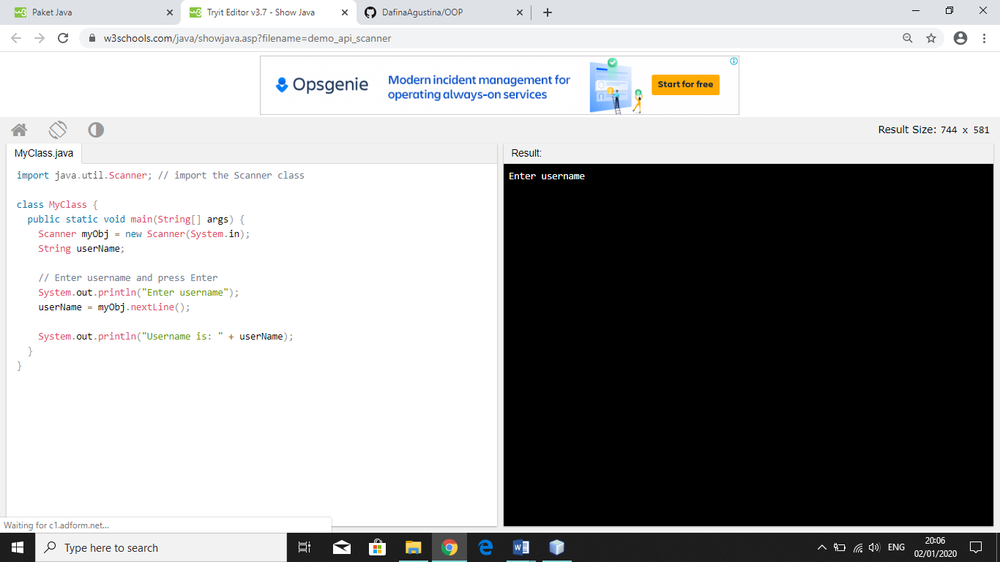 Paket Java
Tryit Editor v3.7 - Show Java
DafinaAgustina/OOP
w3schools.com/java/showjava.asp?filename=demo_api_scanner
Opsgenie
Modern incident management for
operating always-on services
Start for free
Result Size: 744 x 581
MyClass.java
Result:
import java.util.Scanner; // import the Scanner class
class MyClass {
public static void main(String[] args) {
Scanner myObj = new Scanner(System.in);
String userName;
// Enter username and press Enter
System.out.println("Enter username");
userName = myObj.nextLine();
System.out.println("Username is: " + userName);
}
}
Enter username
Waiting for c1.adform.net...
Type here to search
ENG
20:06
02/01/2020